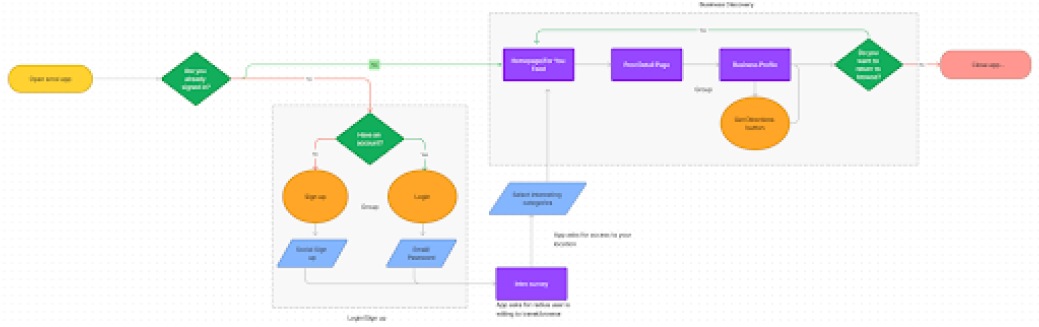 Business Discovery
Open
app
Do you
already
signed in?
No
Yes
Homepage/For You
Feed
Post Detail Page
Business Profile
Do you
want to
return to
browse?
Close app...
Group
Get Directions
button
Have an
account?
No
Yes
Sign up
Login
Group
Social Sign
up
Email/
Password
Select interesting
categories
App asks for access to your
location
Intro survey
App asks for radius user is
willing to travel/browse
Login/Sign up